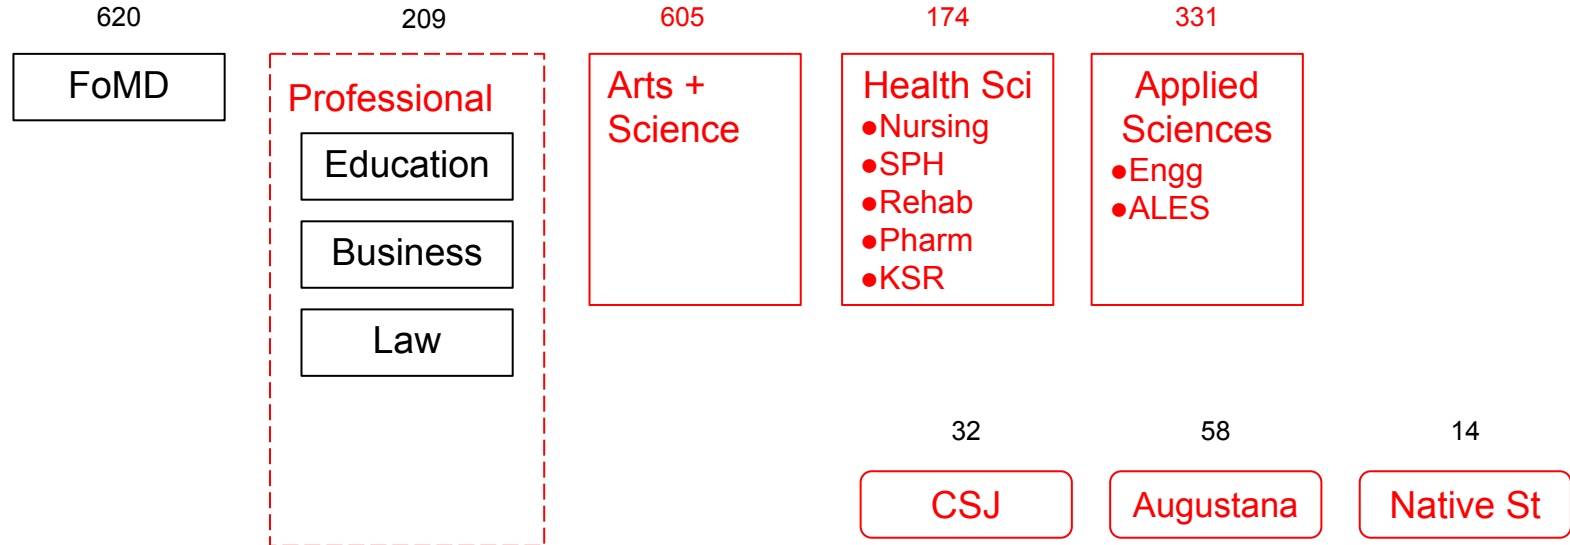 620
209
605
174
331
FoMD
Professional
Education
Business
Law
Arts +
Science
Health Sci
●Nursing
●SPH
●Rehab
●Pharm
●KSR
Applied
Sciences
●Engg
●ALES
32
58
14
CSJ
Augustana
Native St